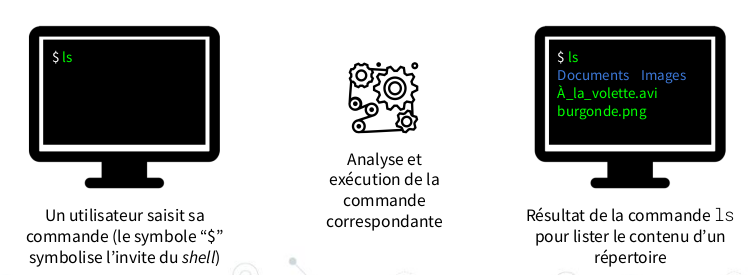 $ ls
Un utilisateur saisit sa
commande (le symbole “$”
symbolise l’invite du shell)
Analyse et
exécution de la
commande
correspondante
$ ls
Documents Images
À_la_volette.avi
burgonde.png
Résultat de la commande ls
pour lister le contenu d’un
répertoire